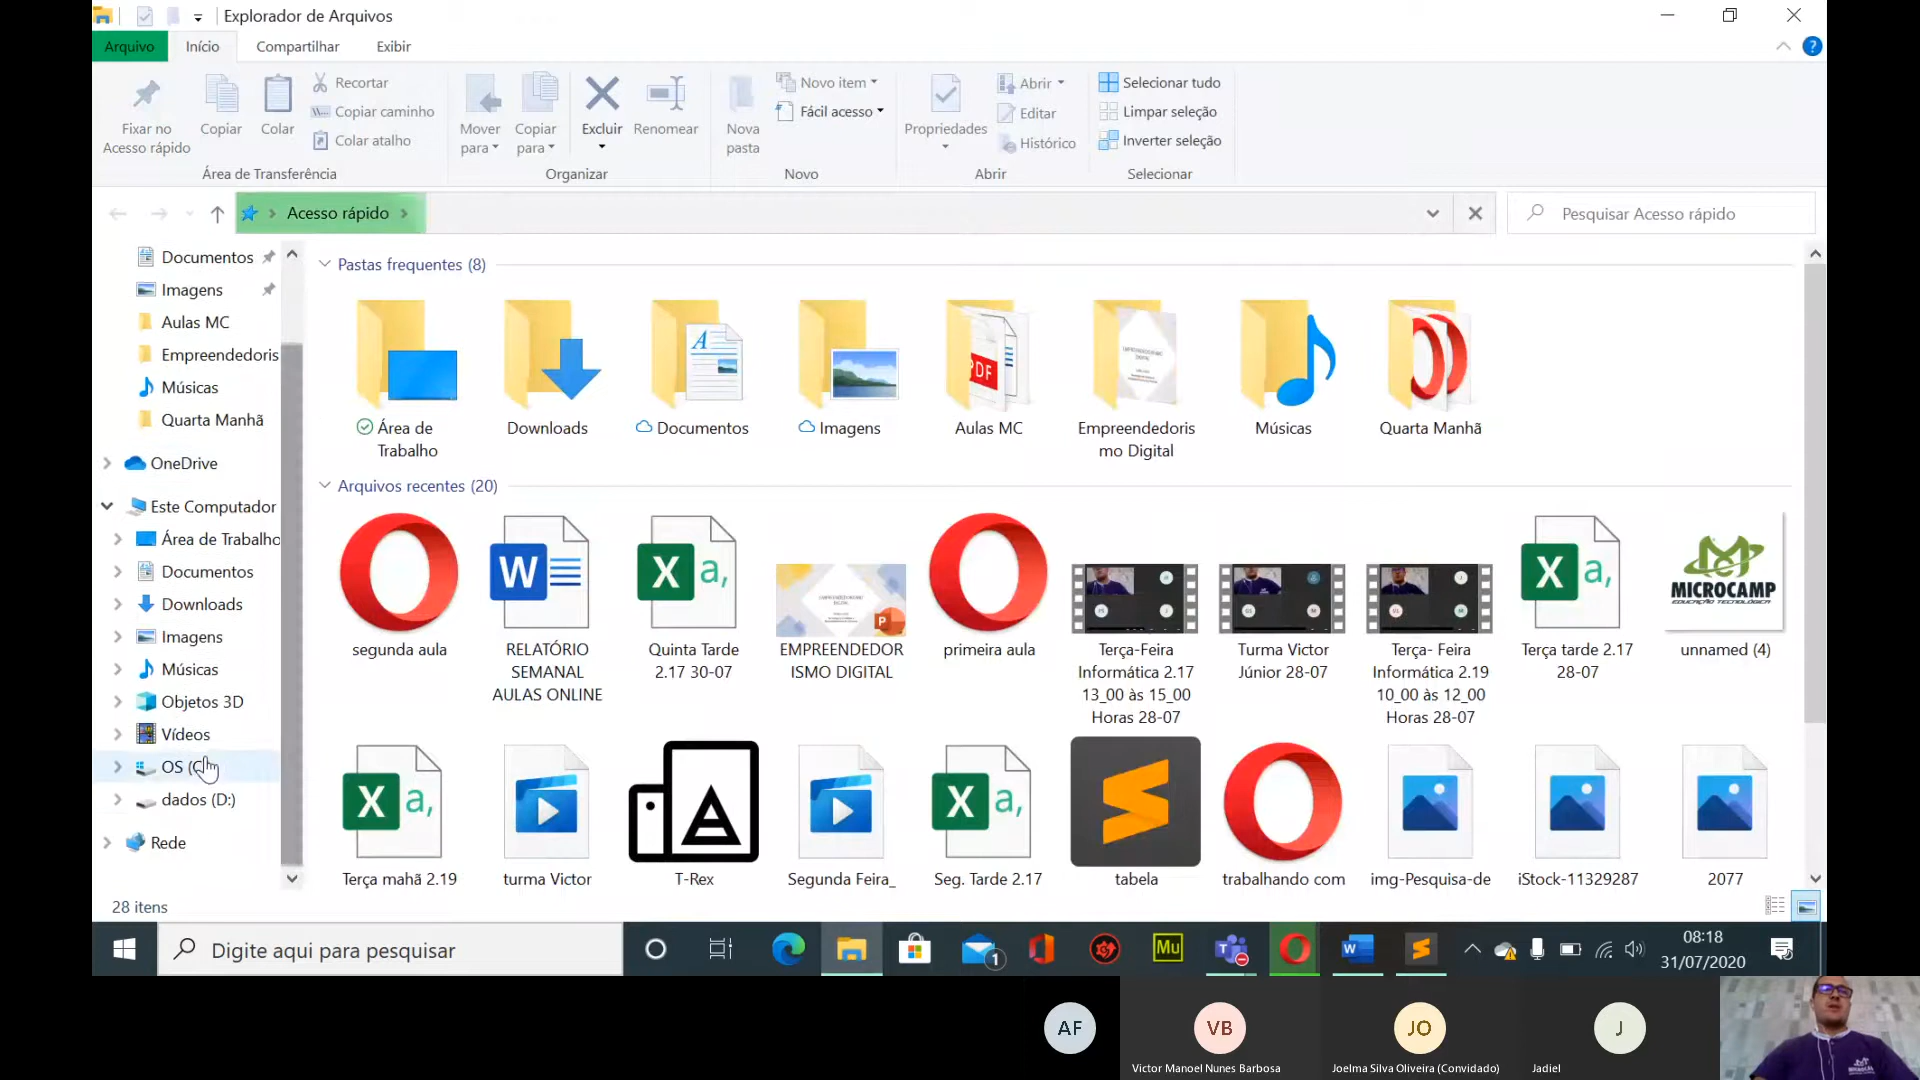 Explorador de Arquivos
Arquivo
Início
Compartilhar
Exibir
?
Fixar no
Acesso rápido
Copiar
Colar
Recortar
Copiar caminho
Colar atalho
Área de Transferência
Mover
para
Copiar
para
Excluir
Renomear
Organizar
Nova
pasta
Novo item
Fácil acesso
Novo
Propriedades
Abrir
Editar
Histórico
Abrir
Selecionar tudo
Limpar seleção
Inverter seleção
Selecionar
Acesso rápido
Pesquisar Acesso rápido
Documentos
Imagens
Aulas MC
Empreendedoris
Músicas
Quarta Manhã
OneDrive
Este Computador
Área de Trabalho
Documentos
Downloads
Imagens
Músicas
Objetos 3D
Vídeos
OS (C
dados (D:)
Rede
Pastas frequentes (8)
A
PDF
Área de
Trabalho
Downloads
Documentos
Imagens
Aulas MC
Empreendedoris
mo Digital
Músicas
Quarta Manhã
Arquivos recentes (20)
W
X a,
P
X a,
MICROCAMP
EDUCAÇÃO TECNOLÓGICA
segunda aula
RELATÓRIO
SEMANAL
AULAS ONLINE
Quinta Tarde
2.17 30-07
EMPREENDEDOR
ISMO DIGITAL
primeira aula
Terça-Feira
Informática 2.17
13_00 às 15_00
Horas 28-07
Turma Victor
Júnior 28-07
Terça- Feira
Informática 2.19
10_00 às 12_00
Horas 28-07
Terça tarde 2.17
28-07
unnamed (4)
X a,
X a,
Terça mahã 2.19
turma Victor
T-Rex
Segunda Feira_
Seg. Tarde 2.17
tabela
trabalhando com
img-Pesquisa-de
iStock-11329287
2077
28 itens
Digite aqui para pesquisar
1
Mu
W
08:18
31/07/2020
AF
VB
JO
J
Victor Manoel Nunes Barbosa
Joelma Silva Oliveira (Convidado)
Jadiel